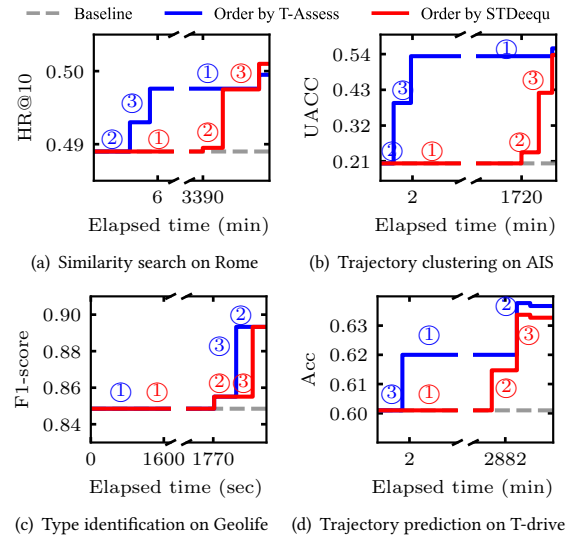 Baseline Order by T-Assess Order by STDeequ
HR@10
0.50
0.49
② ③ ① ① ② ③
6 3390
Elapsed time (min)
(a) Similarity search on Rome
UACC
0.54
0.43
0.32
0.21
② ③ ① ① ② ③
2 1720
Elapsed time (min)
(b) Trajectory clustering on AIS
F1-score
0.90
0.88
0.86
0.84
① ① ③ ② ② ③
0 1600 1770
Elapsed time (sec)
(c) Type identification on Geolife
Acc
0.63
0.62
0.60
③ ① ① ② ② ③
2 2882
Elapsed time (min)
(d) Trajectory prediction on T-drive